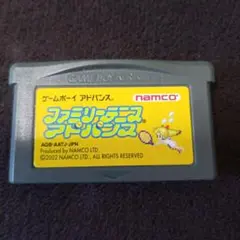 GAME BOY ADVANCE
ゲームボーイ アドバンス
namco
ファミリーテニス
アドバンス
AGB-AATJ-JPN
Produced by NAMCO LTD.
©2002 NAMCO LTD., ALL RIGHTS RESERVED